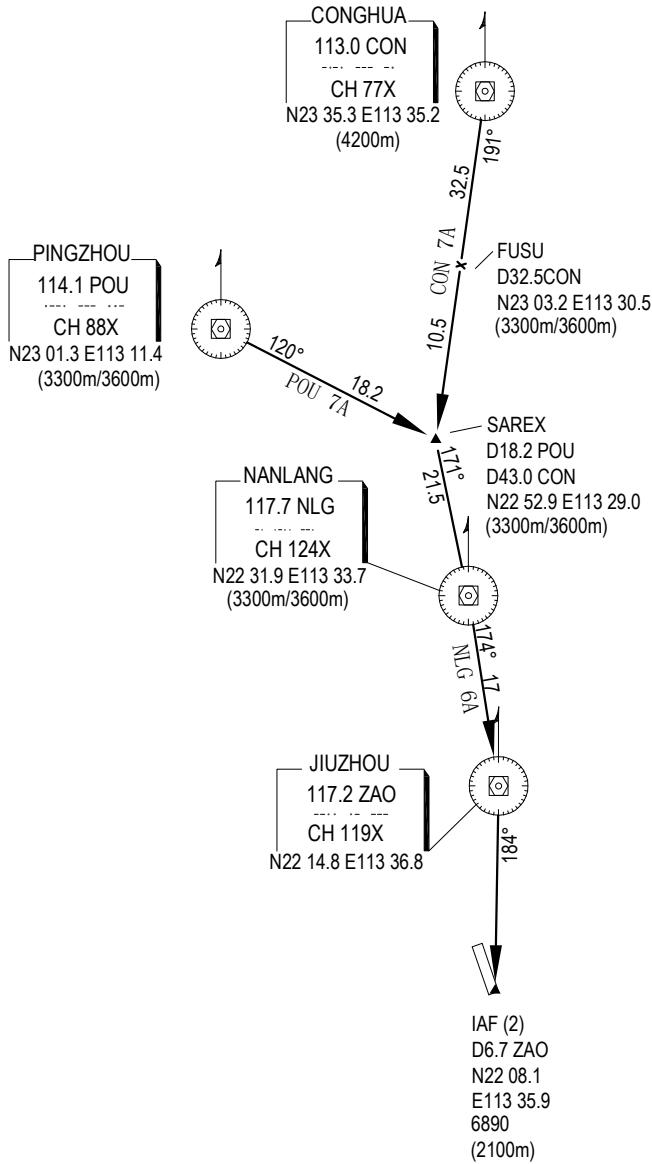 CONGHUA
113.0 CON
CH 77X
N23 35.3 E113 35.2
(4200m)
191°
32.5
CON 7A
FUSU
D32.5CON
N23 03.2 E113 30.5
(3300m/3600m)
10.5
PINGZHOU
114.1 POU
CH 88X
N23 01.3 E113 11.4
(3300m/3600m)
120°
18.2
POU 7A
SAREX
D18.2 POU
D43.0 CON
N22 52.9 E113 29.0
(3300m/3600m)
171°
21.5
NANLANG
117.7 NLG
CH 124X
N22 31.9 E113 33.7
(3300m/3600m)
174°
17
NLG 6A
JIUZHOU
117.2 ZAO
CH 119X
N22 14.8 E113 36.8
184°
IAF (2)
D6.7 ZAO
N22 08.1
E113 35.9
6890
(2100m)